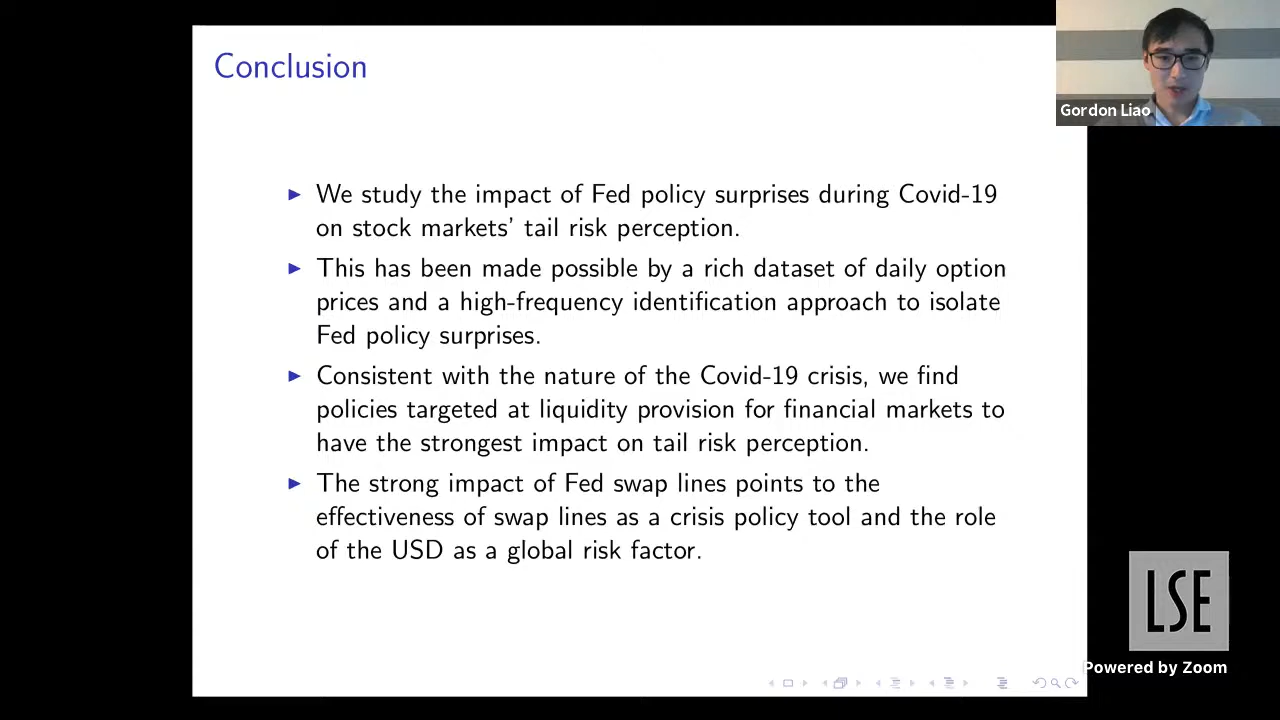 Conclusion
Gordon Liao
We study the impact of Fed policy surprises during Covid-19
on stock markets' tail risk perception.
This has been made possible by a rich dataset of daily option
prices and a high-frequency identification approach to isolate
Fed policy surprises.
Consistent with the nature of the Covid-19 crisis, we find
policies targeted at liquidity provision for financial markets to
have the strongest impact on tail risk perception.
The strong impact of Fed swap lines points to the
effectiveness of swap lines as a crisis policy tool and the role
of the USD as a global risk factor.
LSE
Powered by Zoom